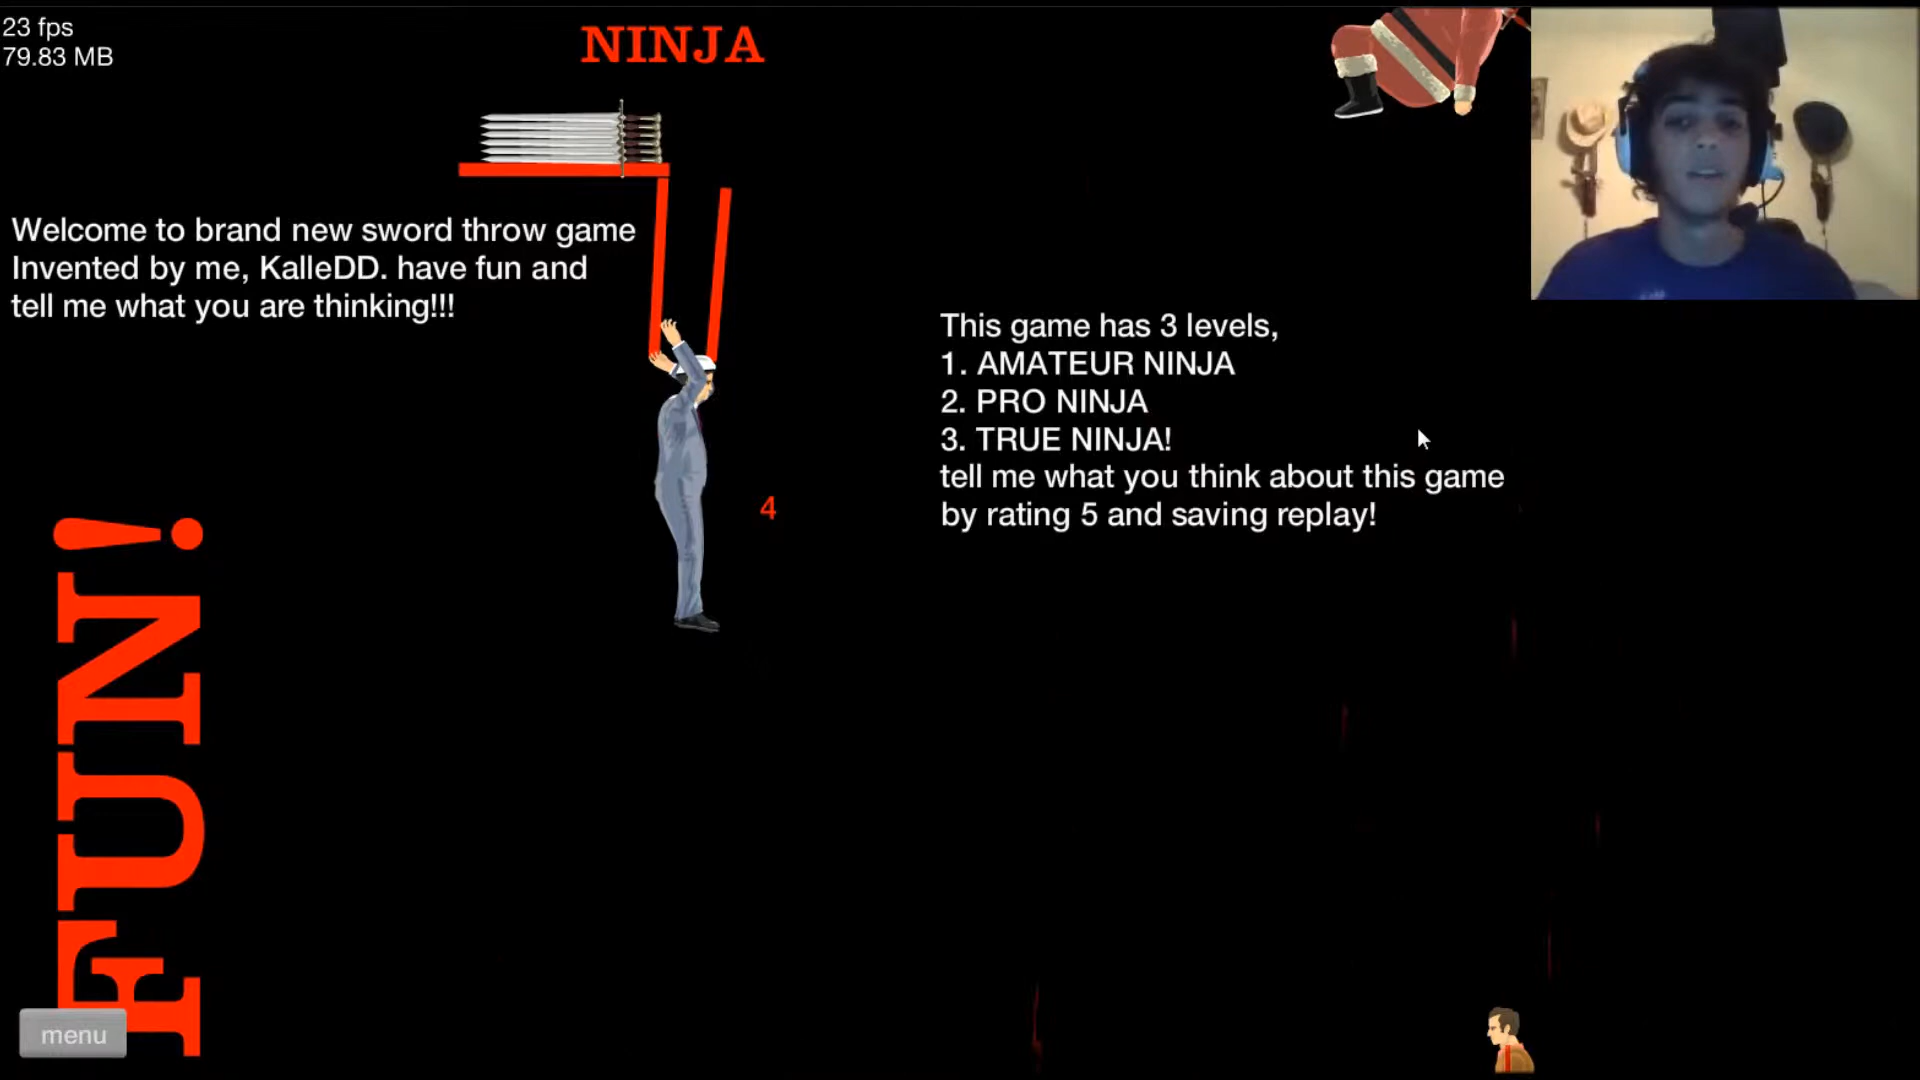 23 fps
79.83 MB
NINJA
Welcome to brand new sword throw game
Invented by me, KalleDD. have fun and
tell me what you are thinking!!!
This game has 3 levels,
1. AMATEUR NINJA
2. PRO NINJA
3. TRUE NINJA!
tell me what you think about this game
by rating 5 and saving replay!
4
FUN!
menu